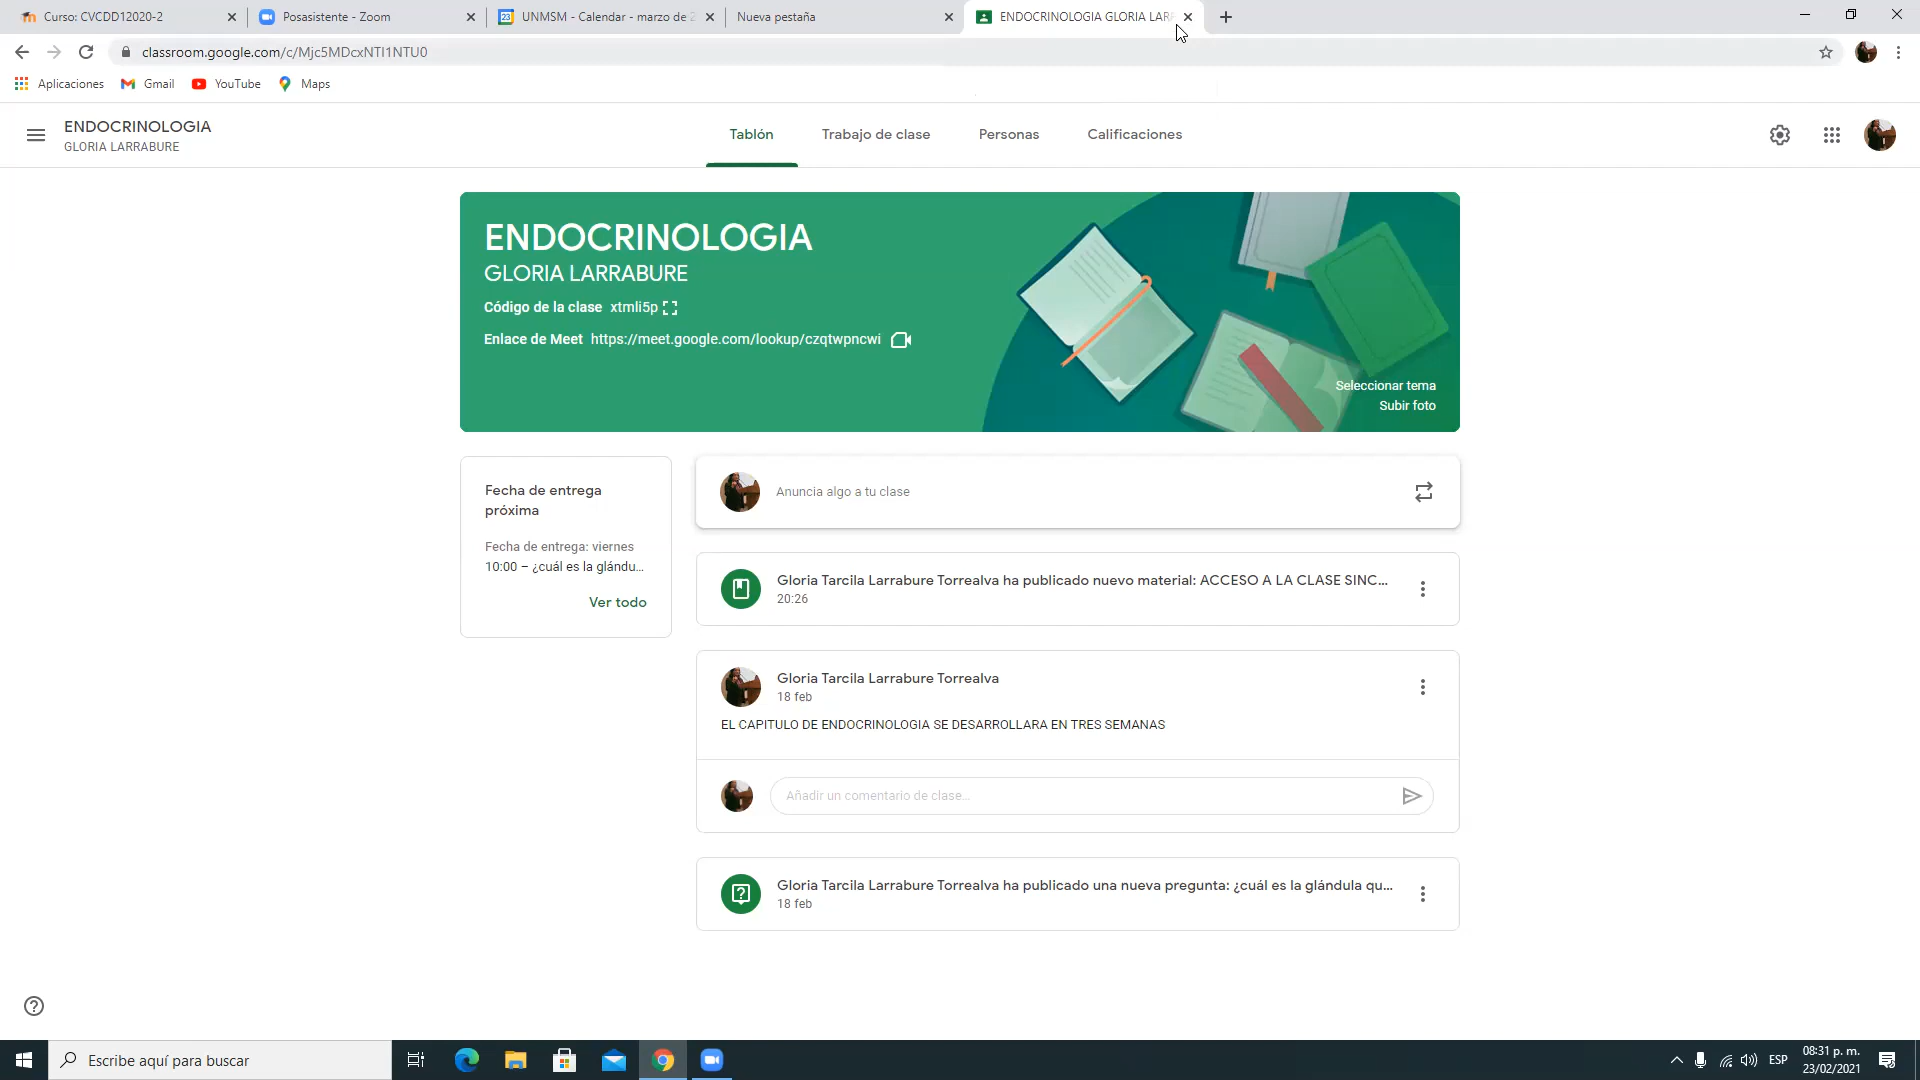 Curso: CVCDD12020-2
Posasistente - Zoom
UNMSM - Calendar - marzo de 2
Nueva pestaña
ENDOCRINOLOGIA GLORIA LARR
classroom.google.com/c/Mjc5MDcxNTI1NTU0
Aplicaciones
Gmail
YouTube
Maps
ENDOCRINOLOGIA
GLORIA LARRABURE
Tablón
Trabajo de clase
Personas
Calificaciones
ENDOCRINOLOGIA
GLORIA LARRABURE
Código de la clase xtmli5p
Enlace de Meet https://meet.google.com/lookup/czqtwpncwi
Seleccionar tema
Subir foto
Fecha de entrega
próxima
Fecha de entrega: viernes
10:00 – ¿cuál es la glándu...
Ver todo
Anuncia algo a tu clase
Gloria Tarcila Larrabure Torrealva ha publicado nuevo material: ACCESO A LA CLASE SINC...
20:26
Gloria Tarcila Larrabure Torrealva
18 feb
EL CAPITULO DE ENDOCRINOLOGIA SE DESARROLLARA EN TRES SEMANAS
Añadir un comentario de clase...
Gloria Tarcila Larrabure Torrealva ha publicado una nueva pregunta: ¿cuál es la glándula qu...
18 feb
Escribe aquí para buscar
ESP
08:31 p. m.
23/02/2021